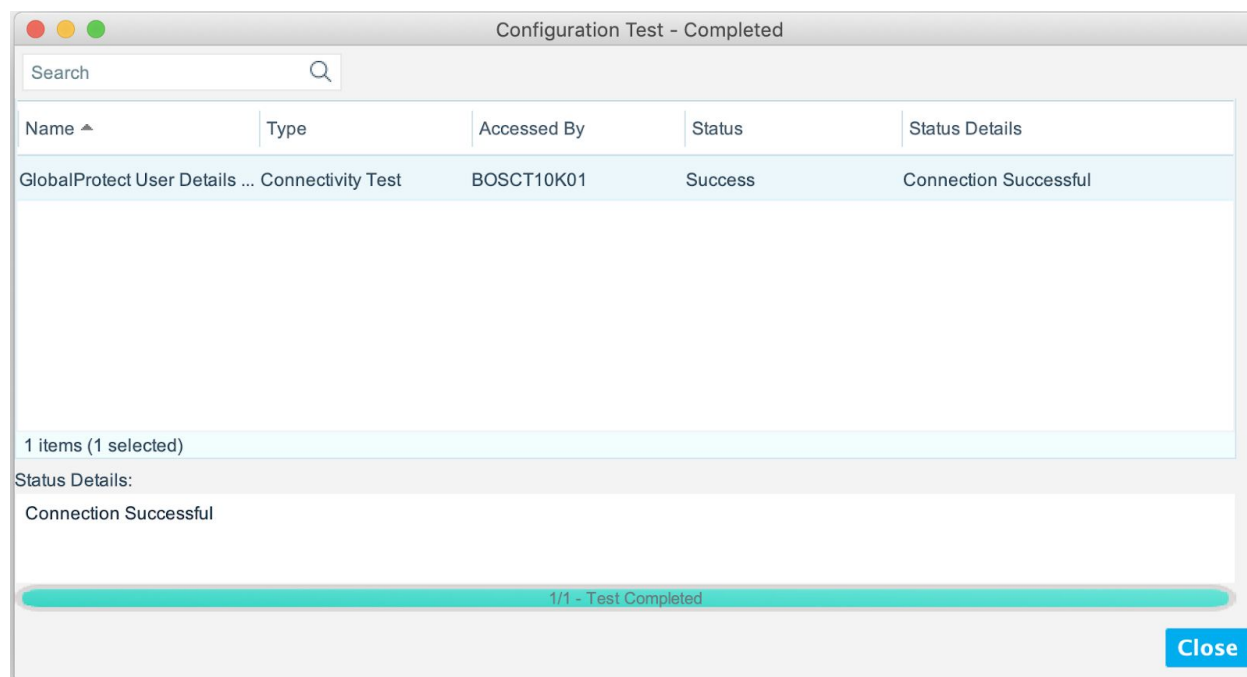 Configuration Test - Completed
Search
Name Type Accessed By Status Status Details
GlobalProtect User Details ... Connectivity Test BOSCT10K01 Success Connection Successful
1 items (1 selected)
Status Details:
Connection Successful
1/1 - Test Completed
Close